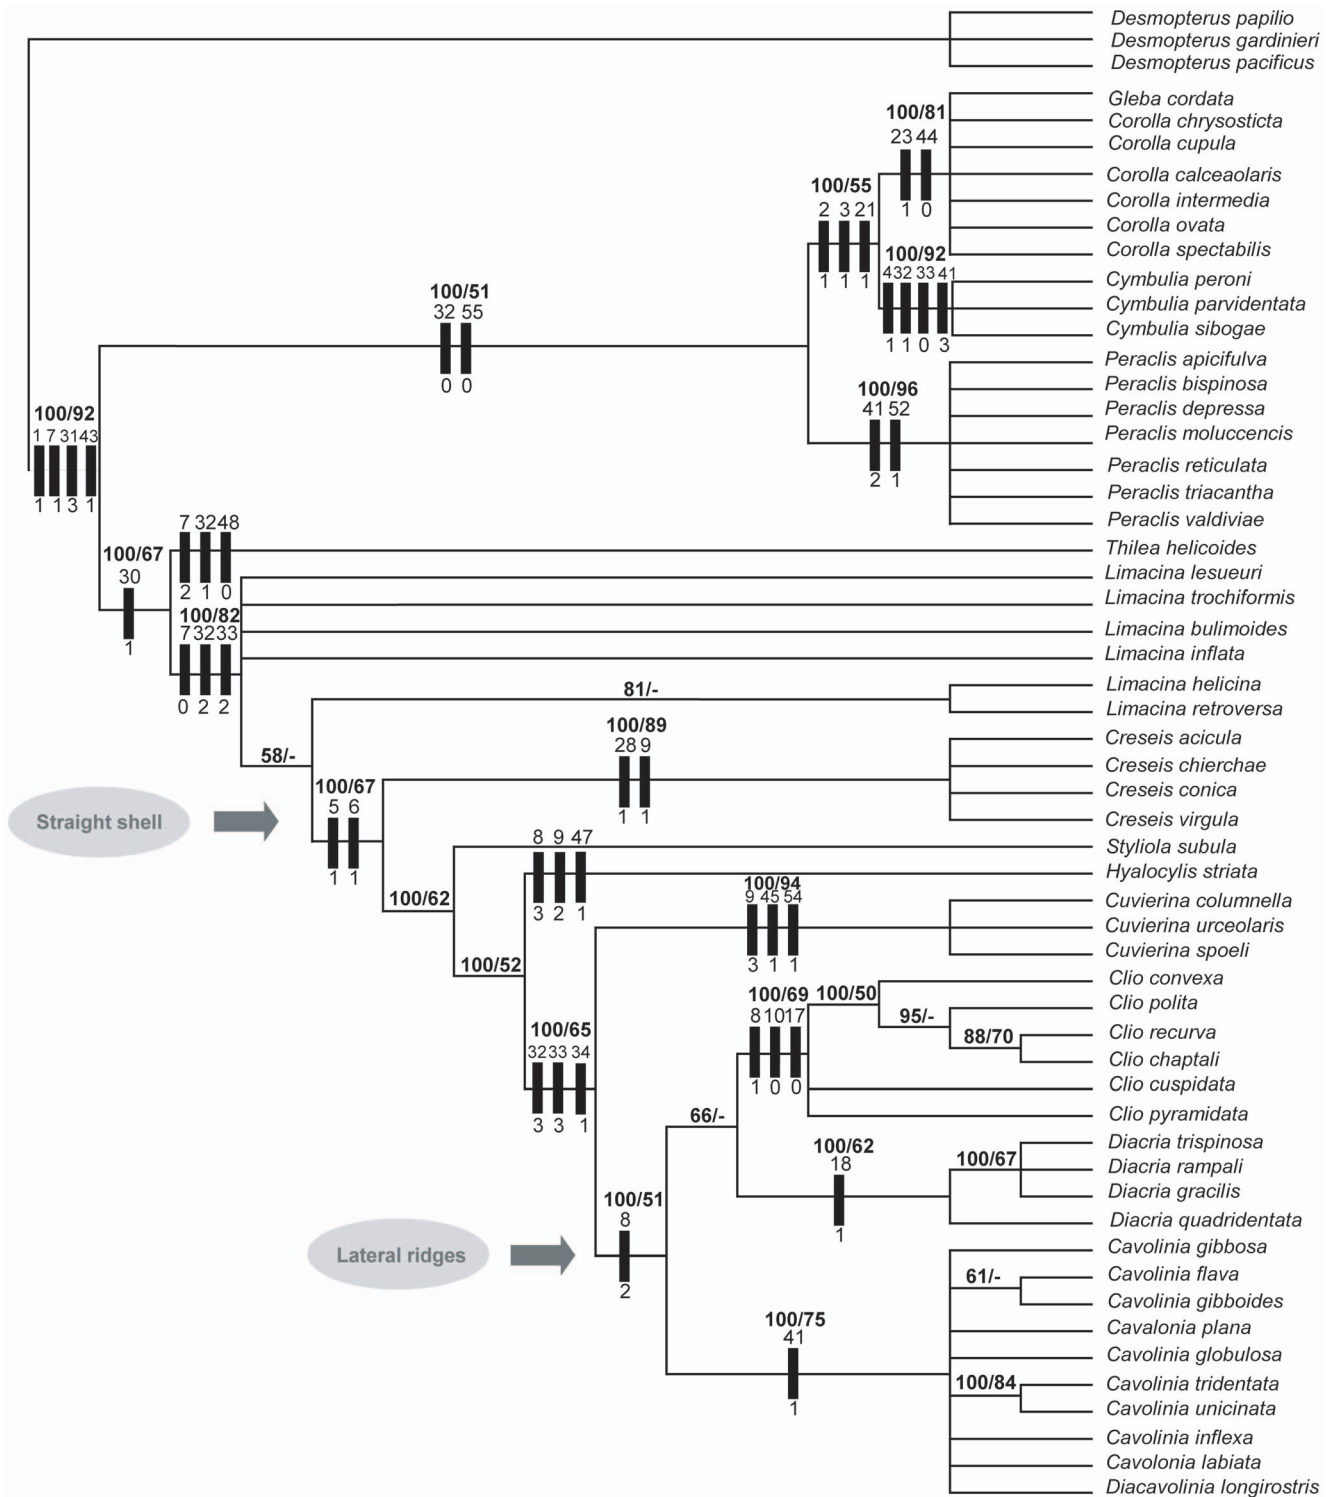 Desmopterus papilio
Desmopterus gardinieri
Desmopterus pacificus
Gleba cordata
100/81
Corolla chrysosticta
23 44
Corolla cupula
Corolla calceaolaris
100/55
Corolla intermedia
2 3 21
1 0
Corolla ovata
Corolla spectabilis
100/92
4 32 33 41
Cymbulia peroni
1 1 1
100/51
Cymbulia parvidentata
32 55
Cymbulia sibogae
1 1 0 3
Peraclis apicifulva
0 0
100/96
Peraclis bispinosa
41 52
Peraclis depressa
100/92
Peraclis moluccencis
1 7 31 43
Peraclis reticulata
2 1
Peraclis triacantha
1 1 3 1
Peraclis valdiviae
7 32 48
100/67
Thilea helicoides
30
Limacina lesueuri
2 1 0
Limacina trochiformis
100/82
7 32 33
Limacina bulimoides
1
Limacina inflata
81/-
Limacina helicina
0 2 2
Limacina retroversa
100/89
Creseis acicula
28 9
58/-
Creseis chierchae
100/67
Creseis conica
5 6
1 1
Straight shell
Creseis virgula
8 9 47
Styliola subula
1 1
Hyalocylis striata
100/94
100/62
9 45 54
Cuvierina columnella
3 2 1
Cuvierina urceolaris
Cuvierina spoeli
100/52
3 1 1
Clio convexa
100/69
100/50
Clio polita
8 10 17
95/-
100/65
88/70
Clio recurva
32 33 34
Clio chaptali
1 0 0
Clio cuspidata
66/-
Clio pyramidata
3 3 1
100/62
Diacria trispinosa
100/67
18
Diacria rampali
100/51
Diacria gracilis
8
1
Diacria quadridentata
Lateral ridges
Cavolinia gibbosa
61/-
Cavolinia flava
2
Cavolinia gibboides
100/75
Cavalonia plana
41
Cavolinia globulosa
100/84
Cavolinia tridentata
1
Cavolinia unicinata
Cavolinia inflexa
Cavolonia labiata
Diacavolinia longirostris